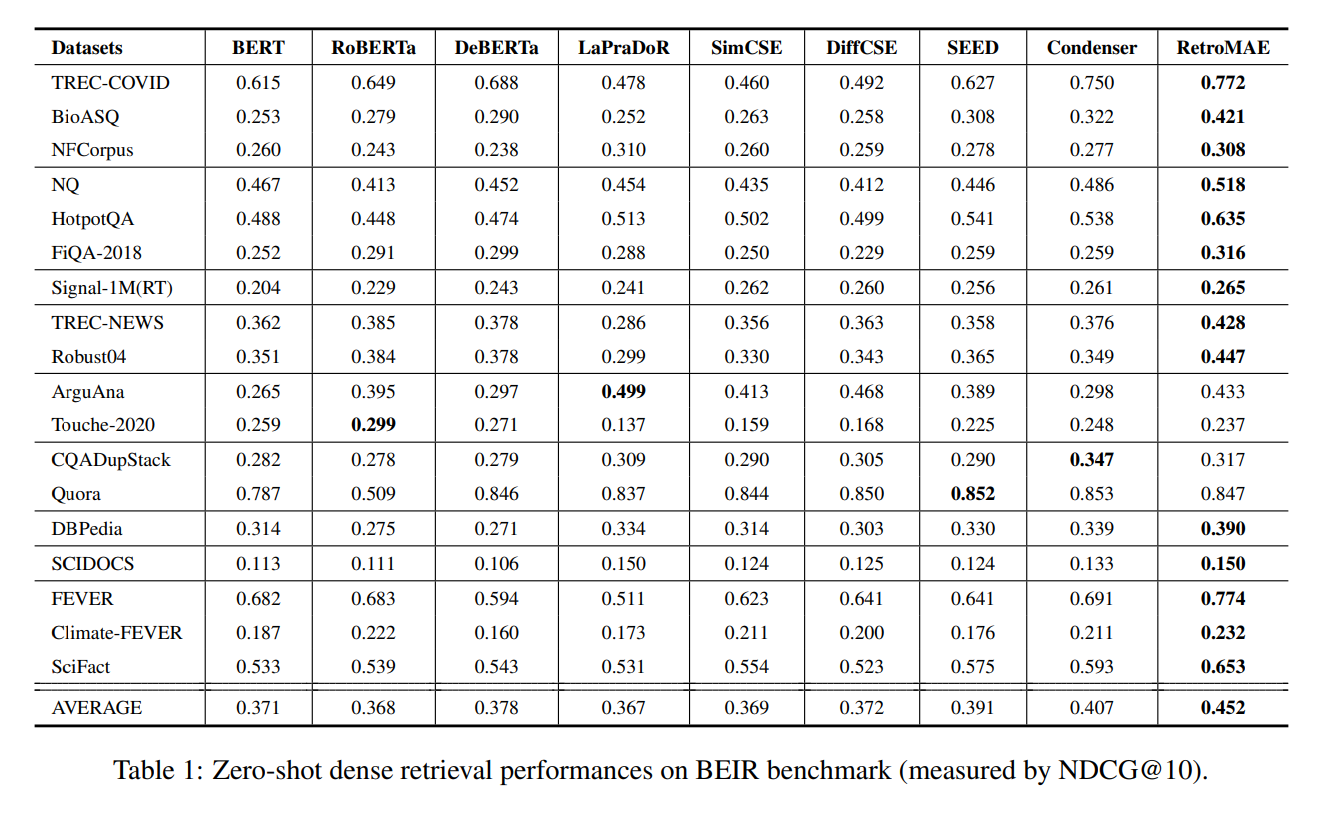 Datasets BERT RoBERTa DeBERTa LaPraDoR SimCSE DiffCSE SEED Condenser RetroMAE
TREC-COVID 0.615 0.649 0.688 0.478 0.460 0.492 0.627 0.750 0.772
BioASQ 0.253 0.279 0.290 0.252 0.263 0.258 0.308 0.322 0.421
NFCorpus 0.260 0.243 0.238 0.310 0.260 0.259 0.278 0.277 0.308
NQ 0.467 0.413 0.452 0.454 0.435 0.412 0.446 0.486 0.518
HotpotQA 0.488 0.448 0.474 0.513 0.502 0.499 0.541 0.538 0.635
FiQA-2018 0.252 0.291 0.299 0.288 0.250 0.229 0.259 0.259 0.316
Signal-1M(RT) 0.204 0.229 0.243 0.241 0.262 0.260 0.256 0.261 0.265
TREC-NEWS 0.362 0.385 0.378 0.286 0.356 0.363 0.358 0.376 0.428
Robust04 0.351 0.384 0.378 0.299 0.330 0.343 0.365 0.349 0.447
ArguAna 0.265 0.395 0.297 0.499 0.413 0.468 0.389 0.298 0.433
Touche-2020 0.259 0.299 0.271 0.137 0.159 0.168 0.225 0.248 0.237
CQADupStack 0.282 0.278 0.279 0.309 0.290 0.305 0.290 0.347 0.317
Quora 0.787 0.509 0.846 0.837 0.844 0.850 0.852 0.853 0.847
DBPedia 0.314 0.275 0.271 0.334 0.314 0.303 0.330 0.339 0.390
SCIDOCS 0.113 0.111 0.106 0.150 0.124 0.125 0.124 0.133 0.150
FEVER 0.682 0.683 0.594 0.511 0.623 0.641 0.641 0.691 0.774
Climate-FEVER 0.187 0.222 0.160 0.173 0.211 0.200 0.176 0.211 0.232
SciFact 0.533 0.539 0.543 0.531 0.554 0.523 0.575 0.593 0.653
AVERAGE 0.371 0.368 0.378 0.367 0.369 0.372 0.391 0.407 0.452
Table 1: Zero-shot dense retrieval performances on BEIR benchmark (measured by NDCG@10).